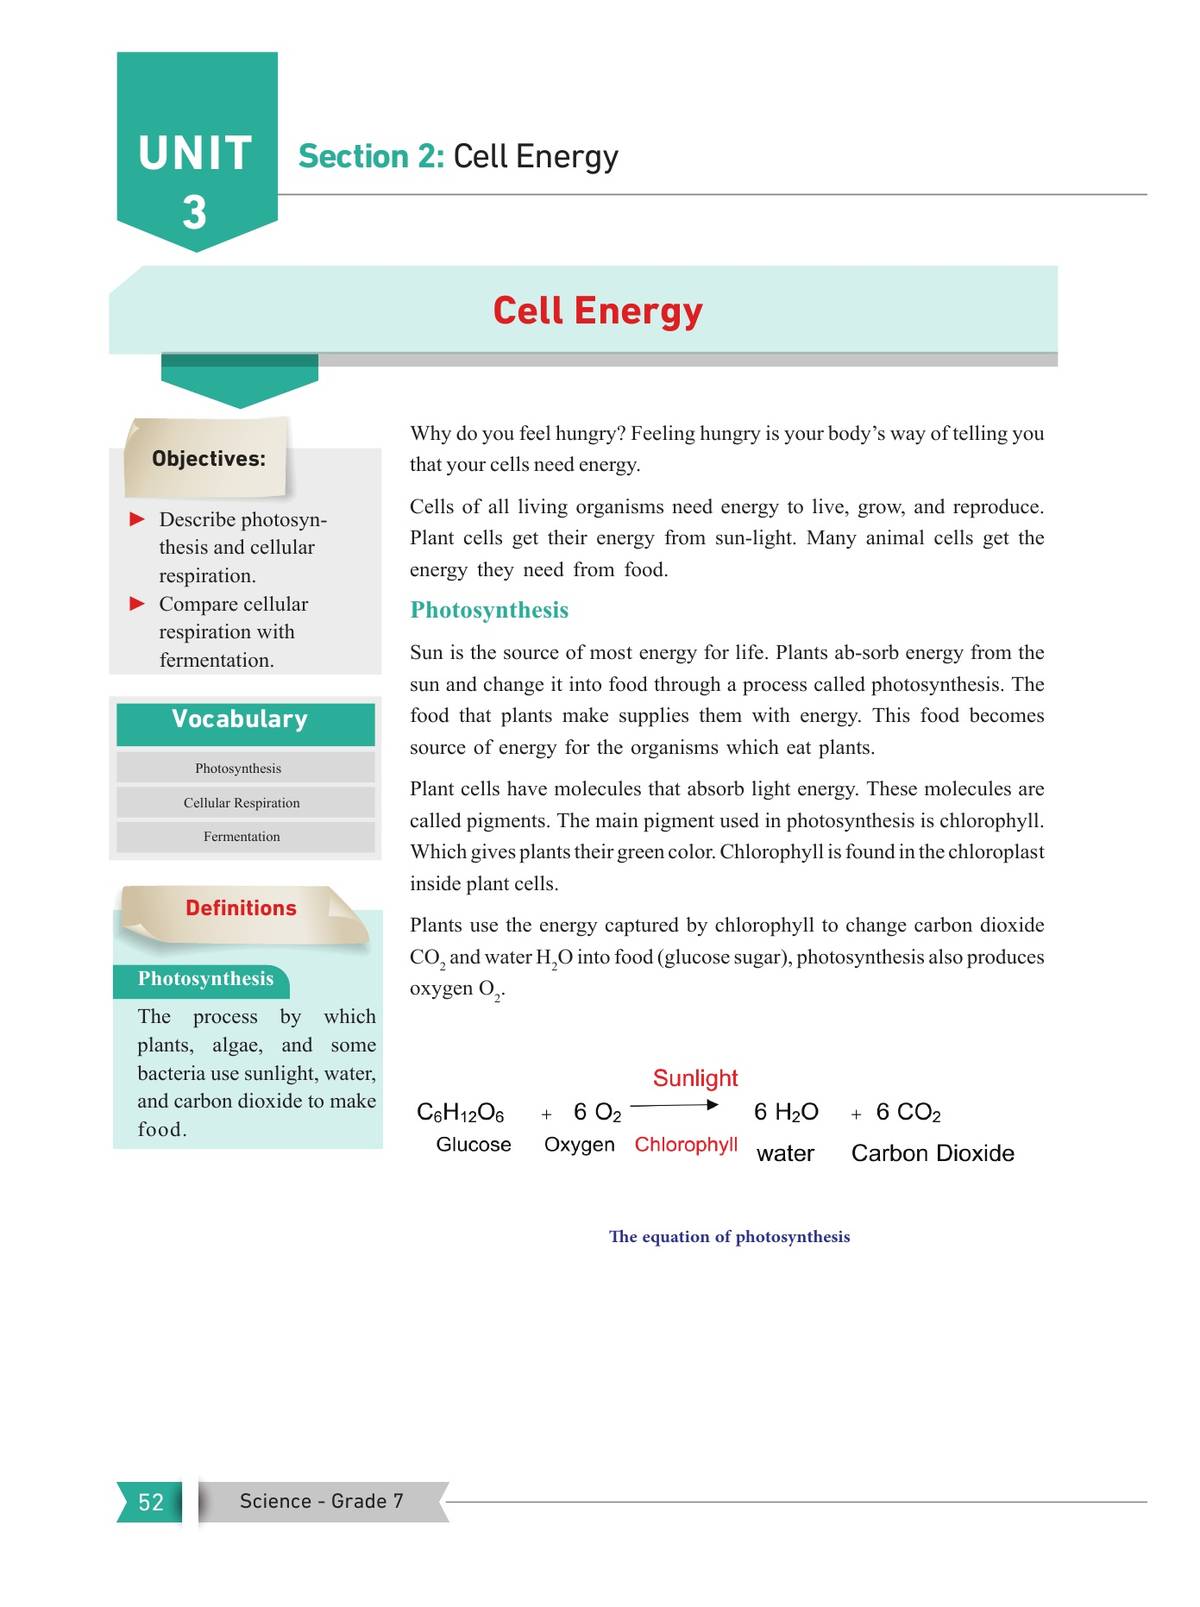 UNIT
3
Section 2: Cell Energy
Cell Energy
Objectives:
► Describe photosyn-
thesis and cellular
respiration.
► Compare cellular
respiration with
fermentation.
Vocabulary
Photosynthesis
Cellular Respiration
Fermentation
Definitions
Photosynthesis
The process by which
plants, algae, and some
bacteria use sunlight, water,
and carbon dioxide to make
food.
Why do you feel hungry? Feeling hungry is your body’s way of telling you
that your cells need energy.
Cells of all living organisms need energy to live, grow, and reproduce.
Plant cells get their energy from sun-light. Many animal cells get the
energy they need from food.
Photosynthesis
Sun is the source of most energy for life. Plants ab-sorb energy from the
sun and change it into food through a process called photosynthesis. The
food that plants make supplies them with energy. This food becomes
source of energy for the organisms which eat plants.
Plant cells have molecules that absorb light energy. These molecules are
called pigments. The main pigment used in photosynthesis is chlorophyll.
Which gives plants their green color. Chlorophyll is found in the chloroplast
inside plant cells.
Plants use the energy captured by chlorophyll to change carbon dioxide
CO₂ and water H₂O into food (glucose sugar), photosynthesis also produces
oxygen O₂.
Sunlight
C₆H₁₂O₆ + 6 O₂ → 6 H₂O + 6 CO₂
Glucose Oxygen Chlorophyll water Carbon Dioxide
The equation of photosynthesis
52 Science - Grade 7